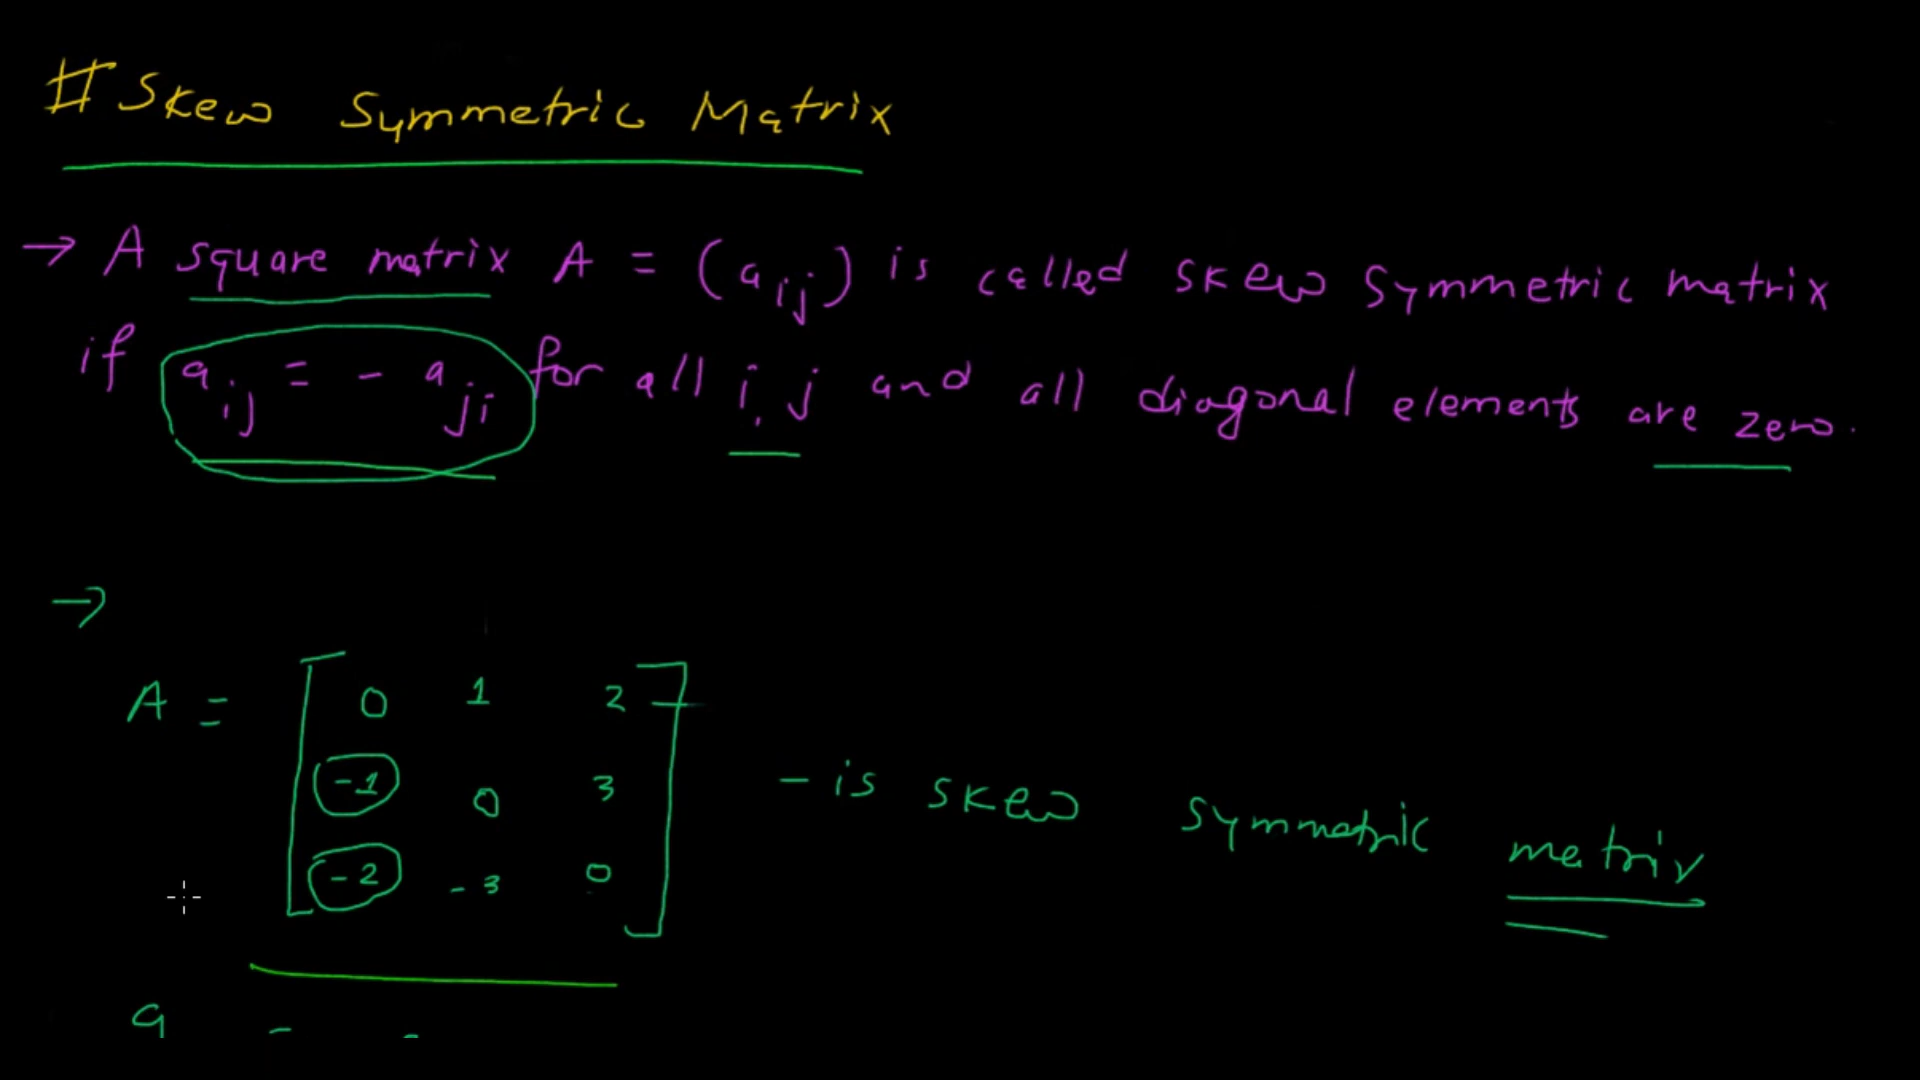 # Skew Symmetric Matrix
→ A square matrix A = (aij) is called skew symmetric matrix
if aij = - aji for all i, j and all diagonal elements are zero.
→
A = [ 0 1 2
-1 0 3
-2 -3 0 ] - is skew symmetric matrix
a